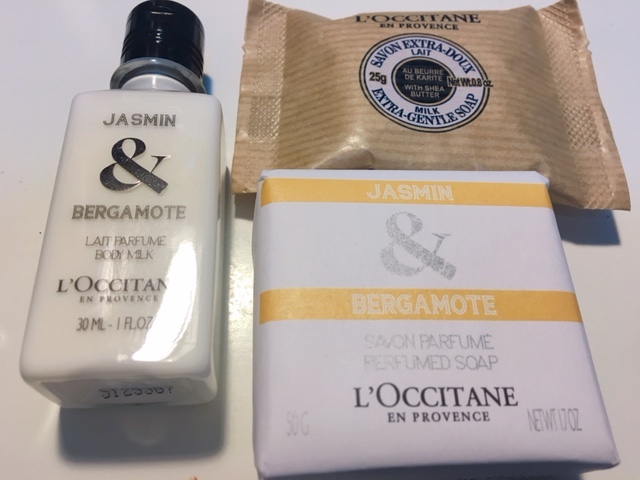 JASMIN
&
BERGAMOTE
LAIT PARFUMÉ
BODY MILK
L'OCCITANE
EN PROVENCE
30 ML - 1 FL.OZ
L'OCCITANE
EN PROVENCE
SAVON EXTRA-DOUX
LAIT
25g
AU BEURRE
DE KARITÉ
WITH SHEA
BUTTER
Net Wt. 0.8 oz.
MILK
EXTRA-GENTLE SOAP
JASMIN
&
BERGAMOTE
SAVON PARFUMÉ
PERFUMED SOAP
L'OCCITANE
EN PROVENCE
50 G
NET WT 1.7 OZ